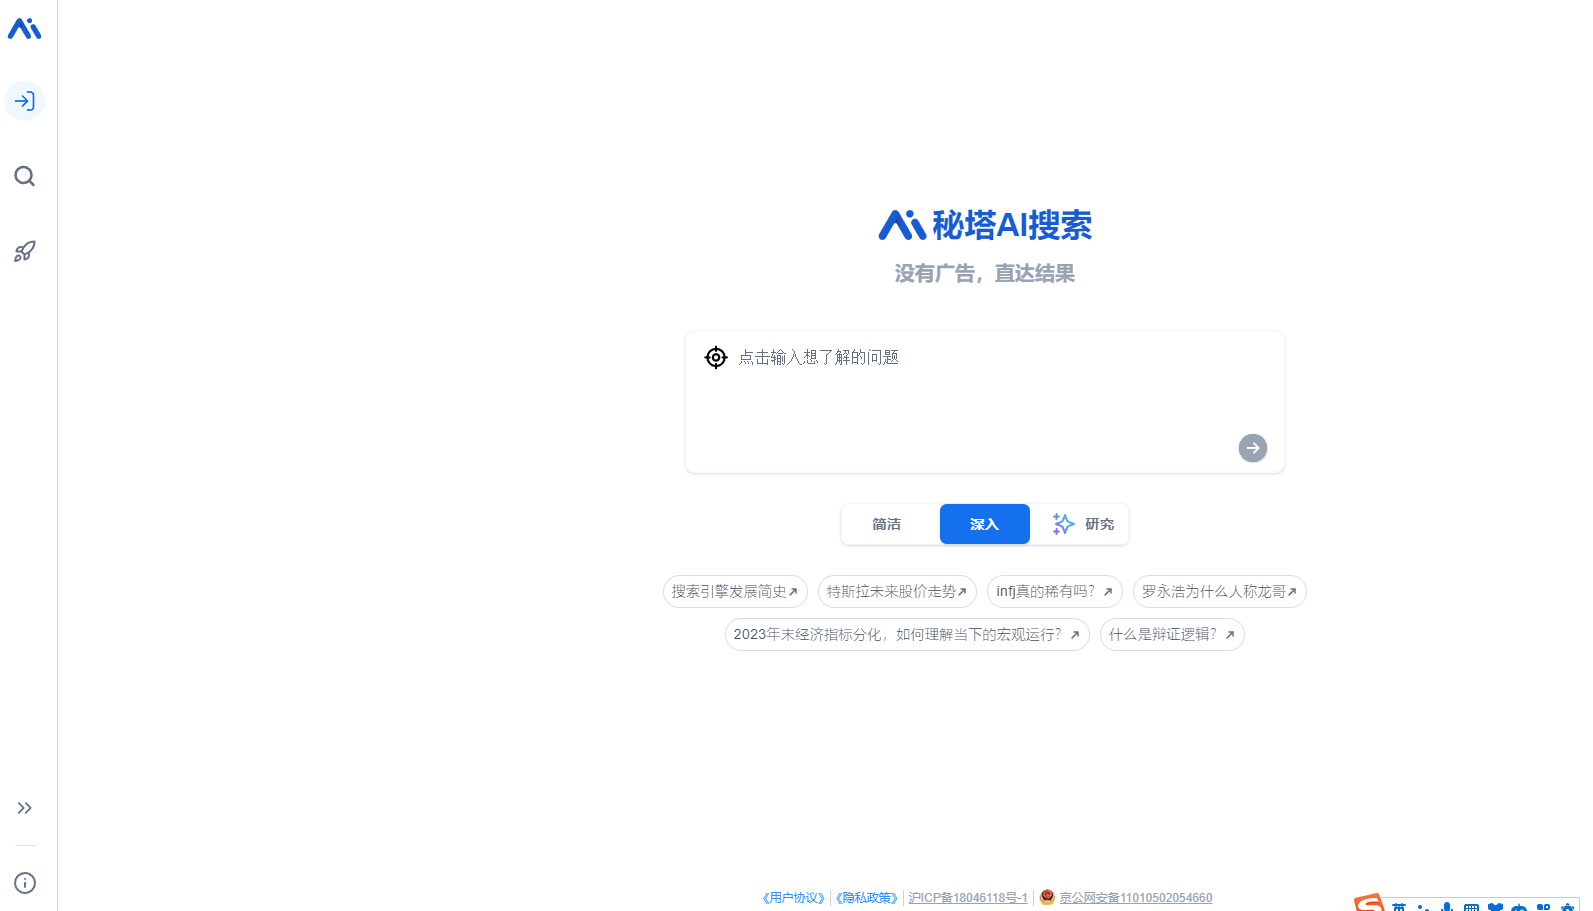 秘塔AI搜索
没有广告，直达结果
点击输入想了解的问题
简洁 深入 研究
搜索引擎发展简史 特斯拉未来股价走势 infj真的稀有吗？ 罗永浩为什么人称龙哥
2023年末经济指标分化，如何理解当下的宏观运行？ 什么是辩证逻辑？
《用户协议》 《隐私政策》 沪ICP备18046118号-1 京公网安备11010502054660
英